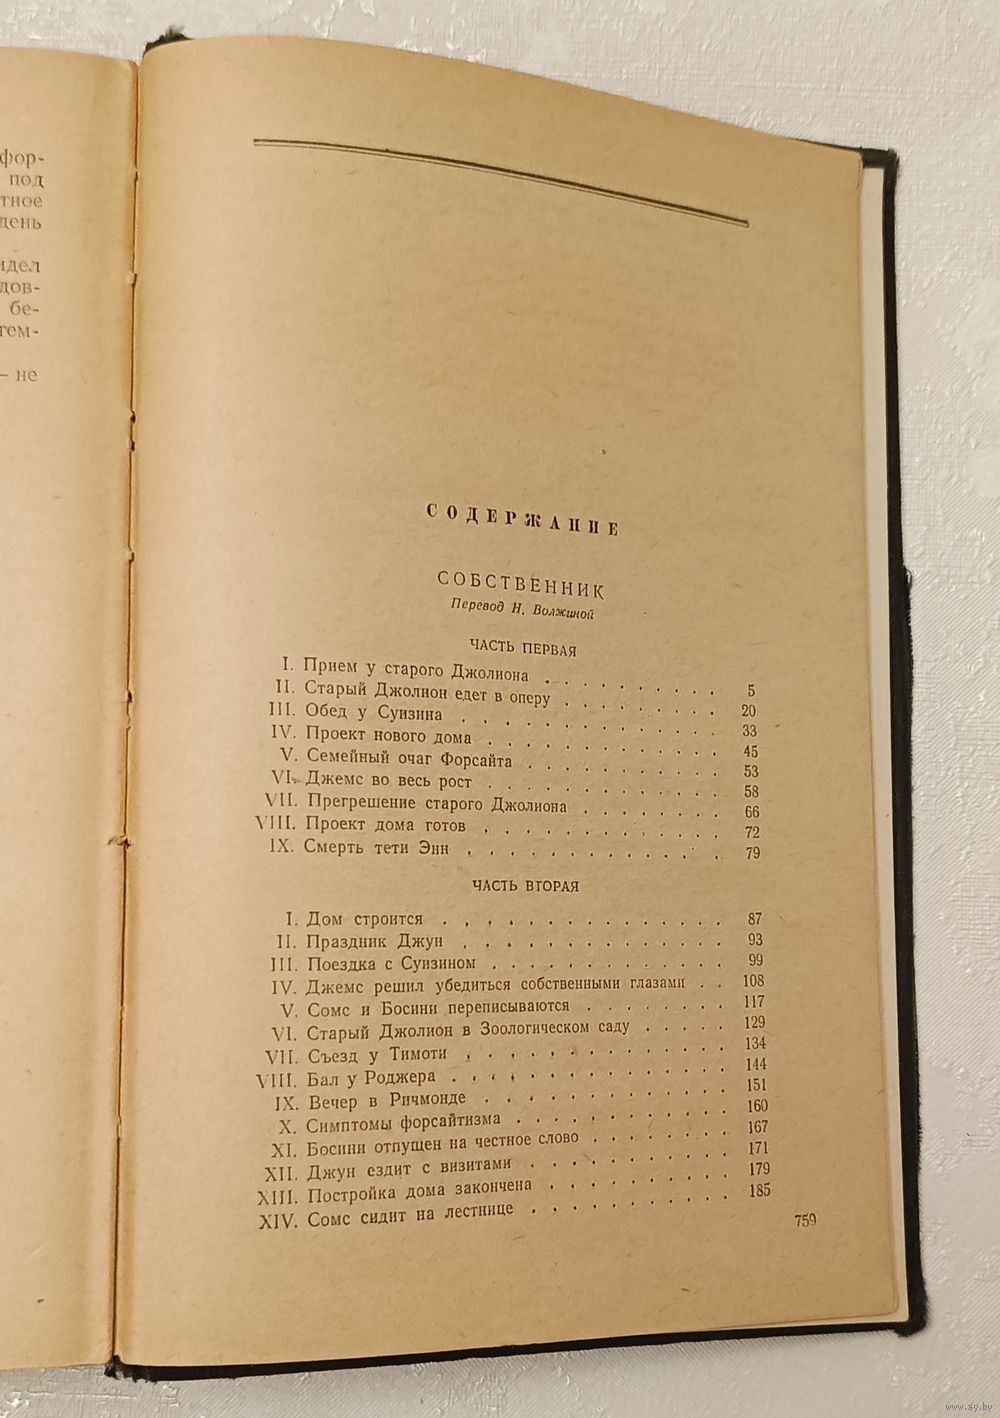 фор-
под
тное
день
идел
дов-
бе-
тем-
— не
СОДЕРЖАНИЕ
СОБСТВЕННИК
Перевод Н. Волжиной
ЧАСТЬ ПЕРВАЯ
I. Прием у старого Джолиона . . . . . . . . . 5
II. Старый Джолион едет в оперу . . . . . . . . 20
III. Обед у Суизина . . . . . . . . . . . . . 33
IV. Проект нового дома . . . . . . . . . . . . 45
V. Семейный очаг Форсайта . . . . . . . . . . 53
VI. Джемс во весь рост . . . . . . . . . . . . 58
VII. Прегрешение старого Джолиона . . . . . . . 66
VIII. Проект дома готов . . . . . . . . . . . . 72
IX. Смерть тети Энн . . . . . . . . . . . . . 79
ЧАСТЬ ВТОРАЯ
I. Дом строится . . . . . . . . . . . . . . 87
II. Праздник Джун . . . . . . . . . . . . . 93
III. Поездка с Суизином . . . . . . . . . . . . 99
IV. Джемс решил убедиться собственными глазами . . 108
V. Сомс и Босини переписываются . . . . . . . 117
VI. Старый Джолион в Зоологическом саду . . . . . 129
VII. Съезд у Тимоти . . . . . . . . . . . . . 134
VIII. Бал у Роджера . . . . . . . . . . . . . . 144
IX. Вечер в Ричмонде . . . . . . . . . . . . 151
X. Симптомы форсайтизма . . . . . . . . . . . 160
XI. Босини отпущен на честное слово . . . . . . . 167
XII. Джун ездит с визитами . . . . . . . . . . 171
XIII. Постройка дома закончена . . . . . . . . . 179
XIV. Сомс сидит на лестнице . . . . . . . . . . 185
759
www.ay.by